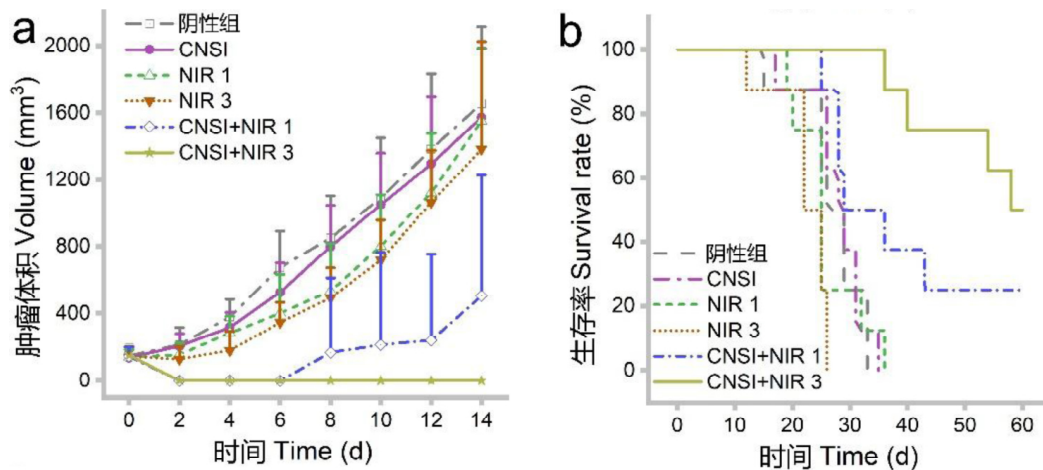 a
肿瘤体积 Volume (mm³)
2000
1600
1200
800
400
0
阴性组
CNSI
NIR 1
NIR 3
CNSI+NIR 1
CNSI+NIR 3
0 2 4 6 8 10 12 14
时间 Time (d)
b
生存率 Survival rate (%)
100
80
60
40
20
0
阴性组
CNSI
NIR 1
NIR 3
CNSI+NIR 1
CNSI+NIR 3
0 10 20 30 40 50 60
时间 Time (d)